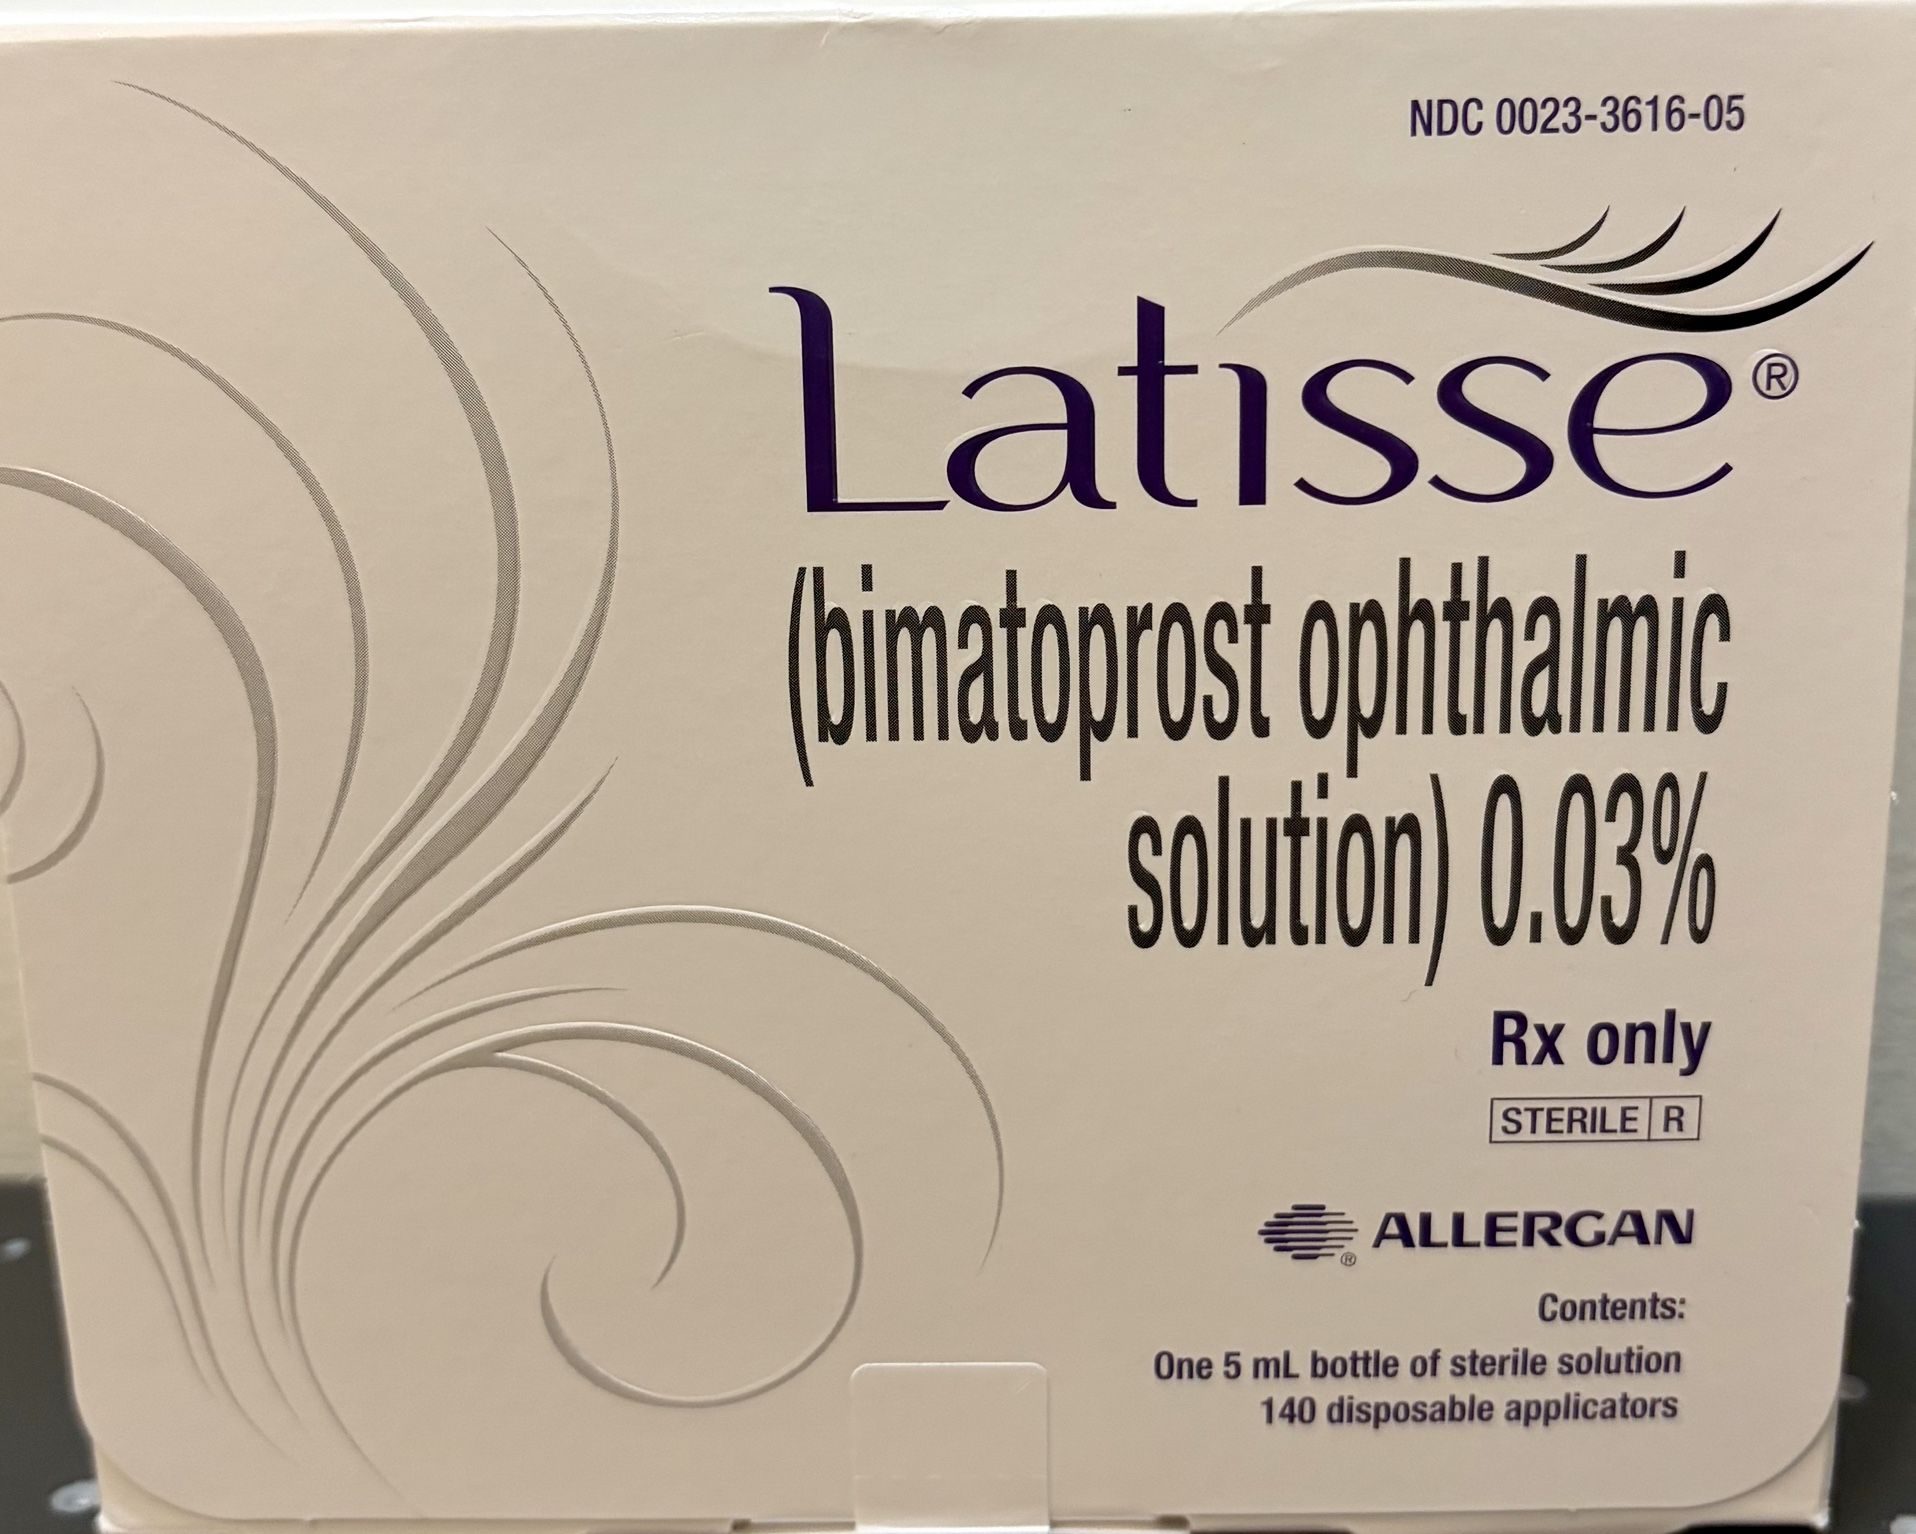 NDC 0023-3616-05
Latisse®
(bimatoprost ophthalmic
solution) 0.03%
Rx only
STERILE R
® ALLERGAN
Contents:
One 5 mL bottle of sterile solution
140 disposable applicators